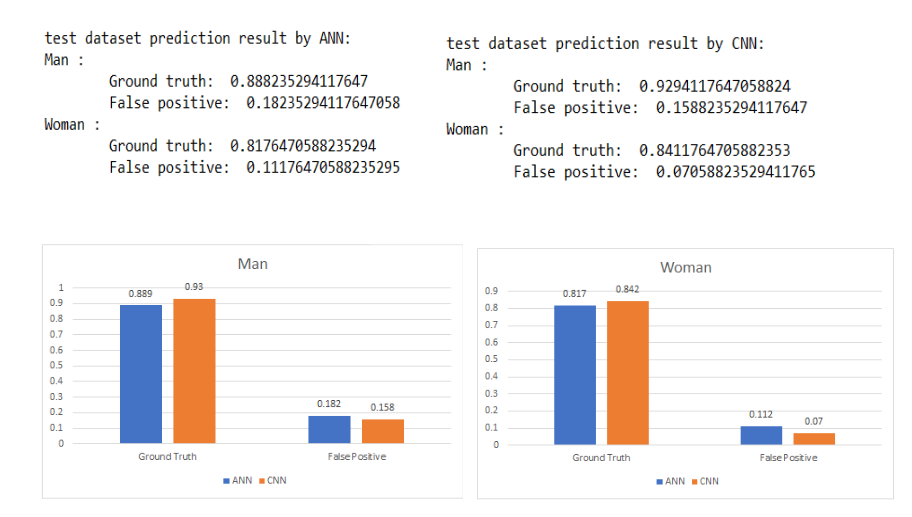 test dataset prediction result by ANN:
Man :
Ground truth: 0.888235294117647
False positive: 0.18235294117647058
Woman :
Ground truth: 0.8176470588235294
False positive: 0.11176470588235295
test dataset prediction result by CNN:
Man :
Ground truth: 0.9294117647058824
False positive: 0.1588235294117647
Woman :
Ground truth: 0.8411764705882353
False positive: 0.07058823529411765
Man
1
0.9
0.8
0.7
0.6
0.5
0.4
0.3
0.2
0.1
0
0.889
0.93
0.182
0.158
Ground Truth
False Positive
ANN CNN
Woman
0.9
0.8
0.7
0.6
0.5
0.4
0.3
0.2
0.1
0
0.817
0.842
0.112
0.07
Ground Truth
False Positive
ANN CNN